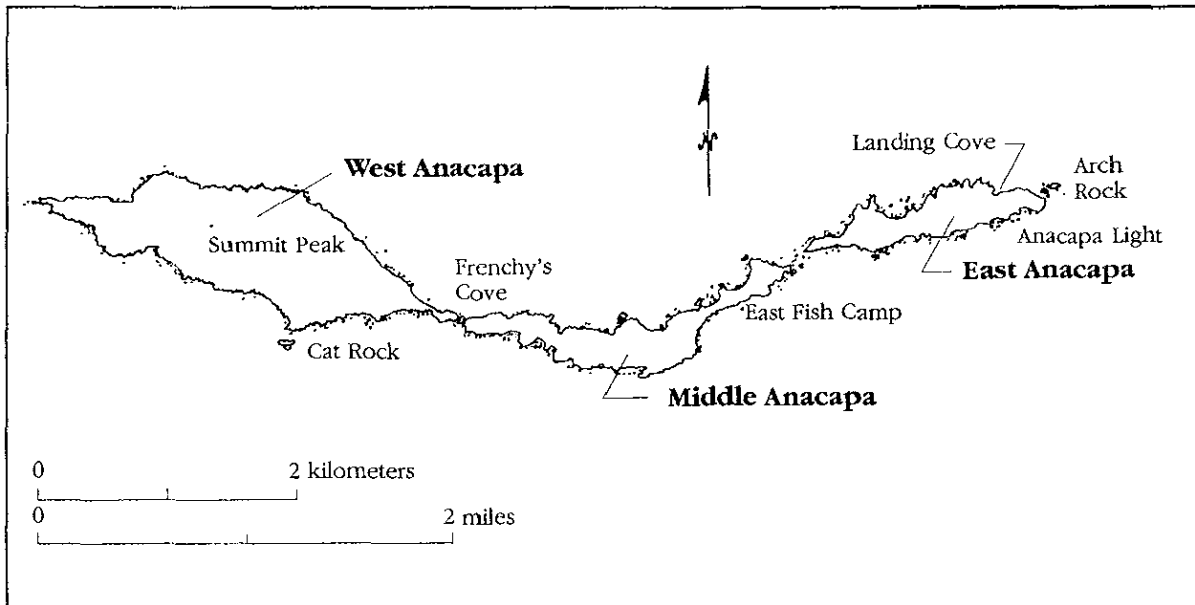 Landing Cove
Arch
Rock
West Anacapa
Summit Peak
Anacapa Light
East Anacapa
Frenchy's
Cove
East Fish Camp
Cat Rock
Middle Anacapa
N
0 2 kilometers
0 2 miles